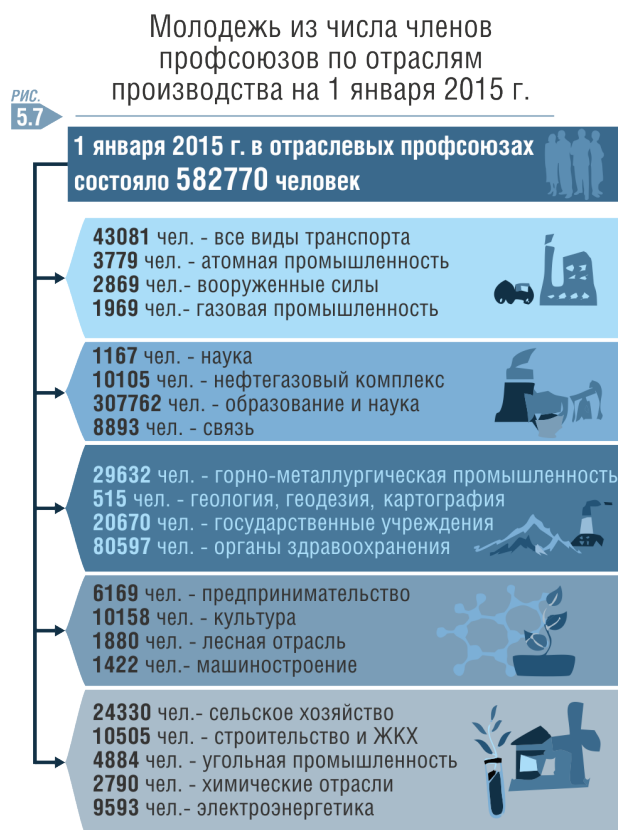 Молодежь из числа членов
профсоюзов по отраслям
производства на 1 января 2015 г.
РИС.
5.7
1 января 2015 г. в отраслевых профсоюзах
состояло 582770 человек
43081 чел. - все виды транспорта
3779 чел. - атомная промышленность
2869 чел.- вооруженные силы
1969 чел.- газовая промышленность
1167 чел. - наука
10105 чел. - нефтегазовый комплекс
307762 чел. - образование и наука
8893 чел. - связь
29632 чел. - горно-металлургическая промышленность
515 чел. - геология, геодезия, картография
20670 чел. - государственные учреждения
80597 чел. - органы здравоохранения
6169 чел. - предпринимательство
10158 чел. - культура
1880 чел. - лесная отрасль
1422 чел.- машиностроение
24330 чел.- сельское хозяйство
10505 чел. - строительство и ЖКХ
4884 чел. - угольная промышленность
2790 чел. - химические отрасли
9593 чел.- электроэнергетика